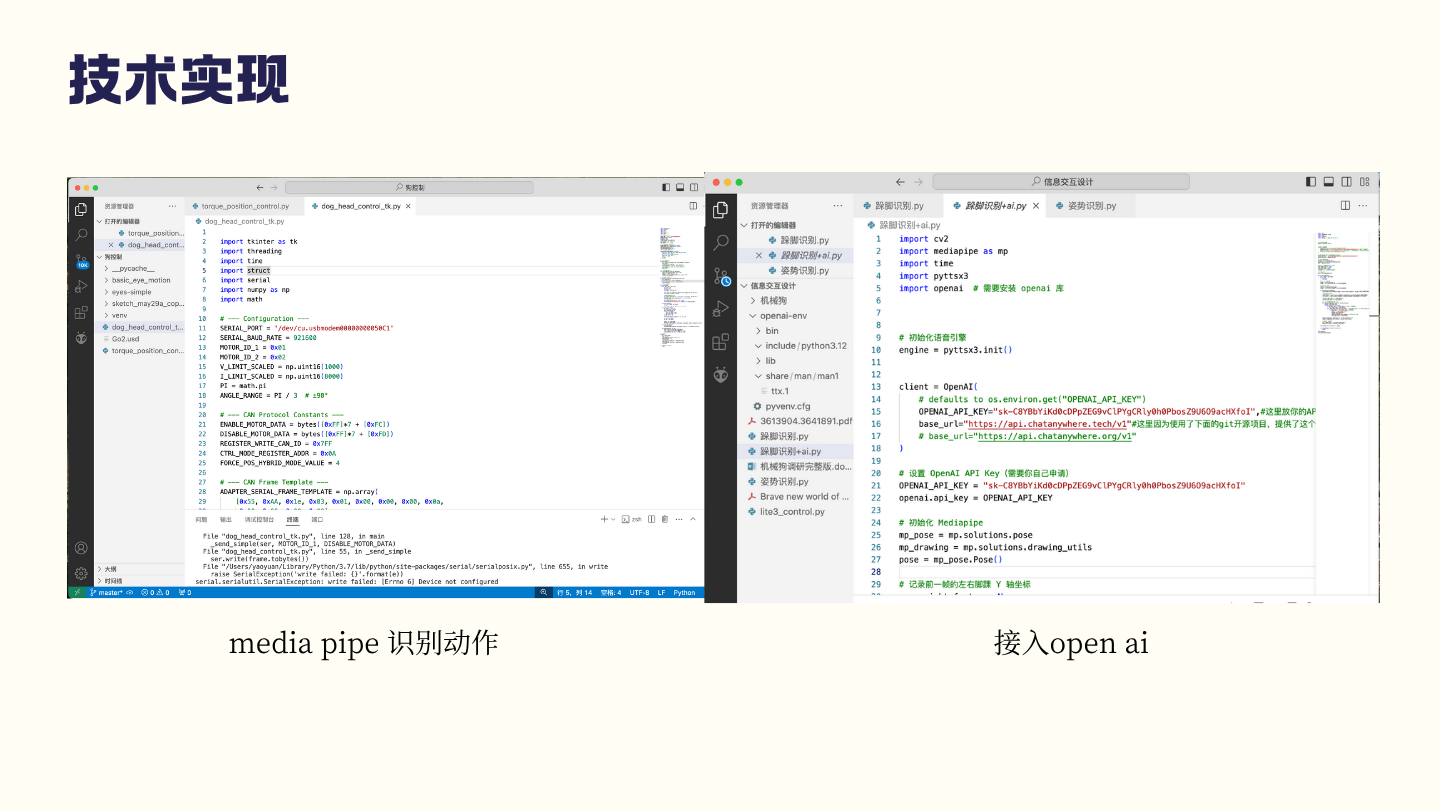 技术实现
狗控制
资源管理器
打开的编辑器
torque_position...
dog_head_cont...
狗控制
__pycache__
basic_eye_motion
eyes-simple
sketch_may29a_cop...
venv
dog_head_control_t...
Go2.usd
torque_position_con...
大纲
时间线
torque_position_control.py
dog_head_control_tk.py
dog_head_control_tk.py
1
2 import tkinter as tk
3 import threading
4 import time
5 import struct
6 import serial
7 import numpy as np
8 import math
9
10 # --- Configuration ---
11 SERIAL_PORT = '/dev/cu.usbmodem00000000050C1'
12 SERIAL_BAUD_RATE = 921600
13 MOTOR_ID_1 = 0x01
14 MOTOR_ID_2 = 0x02
15 V_LIMIT_SCALED = np.uint16(1000)
16 I_LIMIT_SCALED = np.uint16(8000)
17 PI = math.pi
18 ANGLE_RANGE = PI / 3 # ±90°
19
20 # --- CAN Protocol Constants ---
21 ENABLE_MOTOR_DATA = bytes([0xFF]*7 + [0xFC])
22 DISABLE_MOTOR_DATA = bytes([0xFF]*7 + [0xFD])
23 REGISTER_WRITE_CAN_ID = 0x7FF
24 CTRL_MODE_REGISTER_ADDR = 0x0A
25 FORCE_POS_HYBRID_MODE_VALUE = 4
26
27 # --- CAN Frame Template ---
28 ADAPTER_SERIAL_FRAME_TEMPLATE = np.array(
29 [0x55, 0xAA, 0x1e, 0x03, 0x01, 0x00, 0x00, 0x00, 0x0a,
问题 输出 调试控制台 终端 端口 zsh
File "dog_head_control_tk.py", line 128, in main
_send_simple(ser, MOTOR_ID_1, DISABLE_MOTOR_DATA)
File "dog_head_control_tk.py", line 55, in _send_simple
ser.write(frame.tobytes())
File "/Users/yaoyuan/Library/Python/3.7/lib/python/site-packages/serial/serialposix.py", line 655, in write
raise SerialException('write failed: {}'.format(e))
serial.serialutil.SerialException: write failed: [Errno 6] Device not configured
master* 0 0 0 行 5，列 14 空格: 4 UTF-8 LF Python
信息交互设计
资源管理器
打开的编辑器
跺脚识别.py
跺脚识别+ai.py
姿势识别.py
信息交互设计
机械狗
openai-env
bin
include/python3.12
lib
share/man/man1
ttx.1
pyvenv.cfg
3613904.3641891.pdf
跺脚识别.py
跺脚识别+ai.py
机械狗调研完整版.do...
姿势识别.py
Brave new world of ...
lite3_control.py
跺脚识别.py
跺脚识别+ai.py
姿势识别.py
跺脚识别+ai.py
1 import cv2
2 import mediapipe as mp
3 import time
4 import pyttsx3
5 import openai # 需要安装 openai 库
6
7
8
9 # 初始化语音引擎
10 engine = pyttsx3.init()
11
12
13 client = OpenAI(
14 # defaults to os.environ.get("OPENAI_API_KEY")
15 OPENAI_API_KEY="sk-C8YBbYiKd0cDPpZEG9vClPYgCRly0h0PbosZ9U6O9acHXfoI",#这里放你的AP
16 base_url="https://api.chatanywhere.tech/v1"#这里因为使用了下面的git开源项目，提供了这个
17 # base_url="https://api.chatanywhere.org/v1"
18 )
19
20 # 设置 OpenAI API Key（需要你自己申请）
21 OPENAI_API_KEY = "sk-C8YBbYiKd0cDPpZEG9vClPYgCRly0h0PbosZ9U6O9acHXfoI"
22 openai.api_key = OPENAI_API_KEY
23
24 # 初始化 Mediapipe
25 mp_pose = mp.solutions.pose
26 mp_drawing = mp.solutions.drawing_utils
27 pose = mp_pose.Pose()
28
29 # 记录前一帧的左右脚踝 Y 轴坐标
media pipe 识别动作
接入open ai